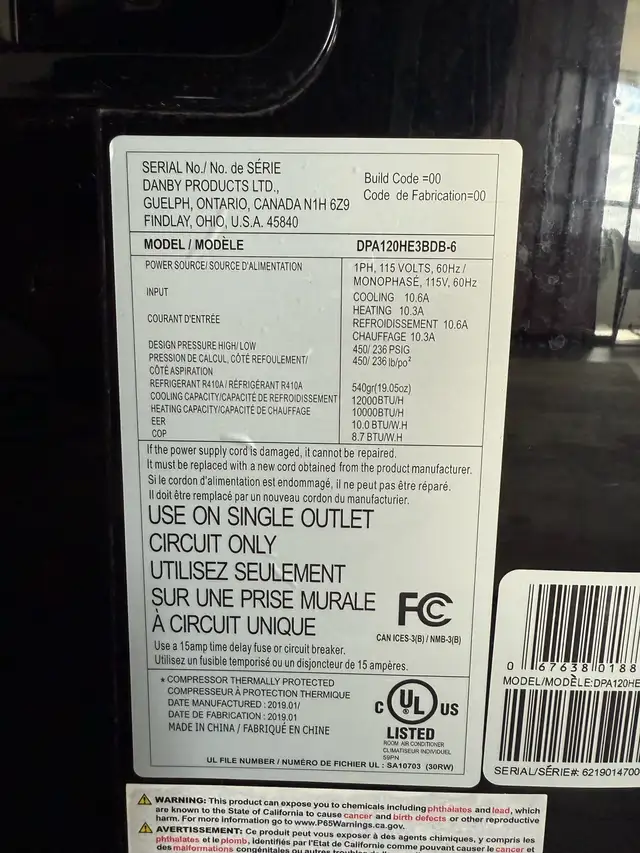 SERIAL No./ No. de SÉRIE
DANBY PRODUCTS LTD.,
GUELPH, ONTARIO, CANADA N1H 6Z9
FINDLAY, OHIO, U.S.A. 45840
Build Code =00
Code de Fabrication=00
MODEL / MODÈLE DPA120HE3BDB-6
POWER SOURCE/ SOURCE D'ALIMENTATION 1PH, 115 VOLTS, 60Hz /
MONOPHASÉ, 115V, 60Hz
INPUT COOLING 10.6A
HEATING 10.3A
COURANT D'ENTRÉE REFROIDISSEMENT 10.6A
CHAUFFAGE 10.3A
DESIGN PRESSURE HIGH/ LOW 450/ 236 PSIG
PRESSION DE CALCUL, CÔTÉ REFOULEMENT/ 450/ 236 lb/po²
CÔTÉ ASPIRATION
REFRIGERANT R410A / RÉFRIGÉRANT R410A 540gr(19.05oz)
COOLING CAPACITY/CAPACITÉ DE REFROIDISSEMENT 12000BTU/H
HEATING CAPACITY/CAPACITÉ DE CHAUFFAGE 10000BTU/H
EER 10.0 BTU/W.H
COP 8.7 BTU/W.H
If the power supply cord is damaged, it cannot be repaired.
It must be replaced with a new cord obtained from the product manufacturer.
Si le cordon d'alimentation est endommagé, il ne peut pas être réparé.
Il doit être remplacé par un nouveau cordon du manufacturier.
USE ON SINGLE OUTLET
CIRCUIT ONLY
UTILISEZ SEULEMENT
SUR UNE PRISE MURALE
À CIRCUIT UNIQUE
FC
CAN ICES-3(B) / NMB-3(B)
Use a 15amp time delay fuse or circuit breaker.
Utilisez un fusible temporisé ou un disjoncteur de 15 ampères.
* COMPRESSOR THERMALLY PROTECTED
COMPRESSEUR À PROTECTION THERMIQUE
DATE MANUFACTURED : 2019.01/
DATE DE FABRICATION : 2019.01
MADE IN CHINA / FABRIQUÉ EN CHINE
C UL ® US
LISTED
ROOM AIR CONDITIONER
CLIMATISEUR INDIVIDUEL
59PN
UL FILE NUMBER / NUMÉRO DE FICHIER UL : SA10703 (30RW)
0 67638 0188
MODEL/MODÈLE:DPA120HE
SERIAL/SÉRIE#: 6219014700
WARNING: This product can expose you to chemicals including phthalates and lead, which
are known to the State of California to cause cancer and birth defects or other reproductive
harm. For more information go to www.P65Warnings.ca.gov.
AVERTISSEMENT: Ce produit peut vous exposer à des agents chimiques, y compris les
phthalates et le plomb, identifiés par l'Etat de Californie comme pouvant causer le cancer et
des malformations congénitales ou autres troubles